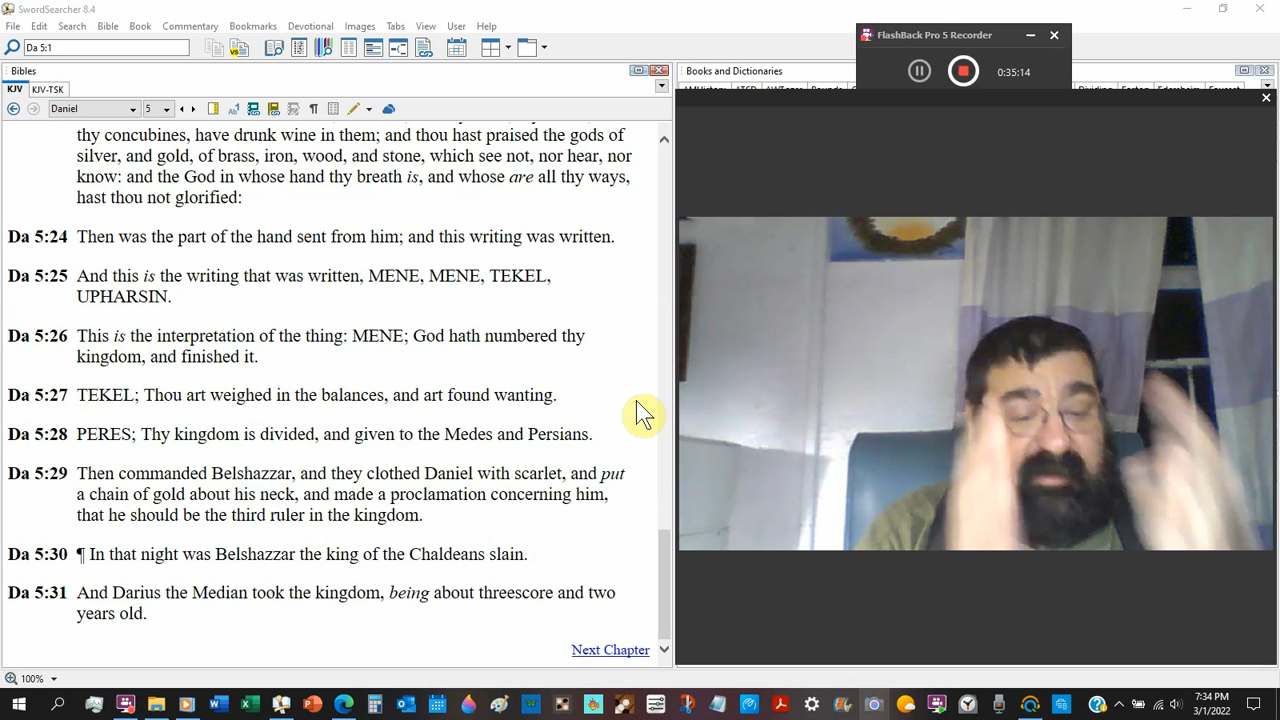 SwordSearcher 8.4
File Edit Search Bible Book Commentary Bookmarks Devotional Images Tabs View User Help
Da 5:1
FlashBack Pro 5 Recorder
0:35:14
Bibles
Books and Dictionaries
KJV KJV-TSK
Daniel 5
thy concubines, have drunk wine in them; and thou hast praised the gods of
silver, and gold, of brass, iron, wood, and stone, which see not, nor hear, nor
know: and the God in whose hand thy breath is, and whose are all thy ways,
hast thou not glorified:
Da 5:24 Then was the part of the hand sent from him; and this writing was written.
Da 5:25 And this is the writing that was written, MENE, MENE, TEKEL,
UPHARSIN.
Da 5:26 This is the interpretation of the thing: MENE; God hath numbered thy
kingdom, and finished it.
Da 5:27 TEKEL; Thou art weighed in the balances, and art found wanting.
Da 5:28 PERES; Thy kingdom is divided, and given to the Medes and Persians.
Da 5:29 Then commanded Belshazzar, and they clothed Daniel with scarlet, and put
a chain of gold about his neck, and made a proclamation concerning him,
that he should be the third ruler in the kingdom.
Da 5:30 ¶ In that night was Belshazzar the king of the Chaldeans slain.
Da 5:31 And Darius the Median took the kingdom, being about threescore and two
years old.
Next Chapter
100%
7:34 PM
3/1/2022